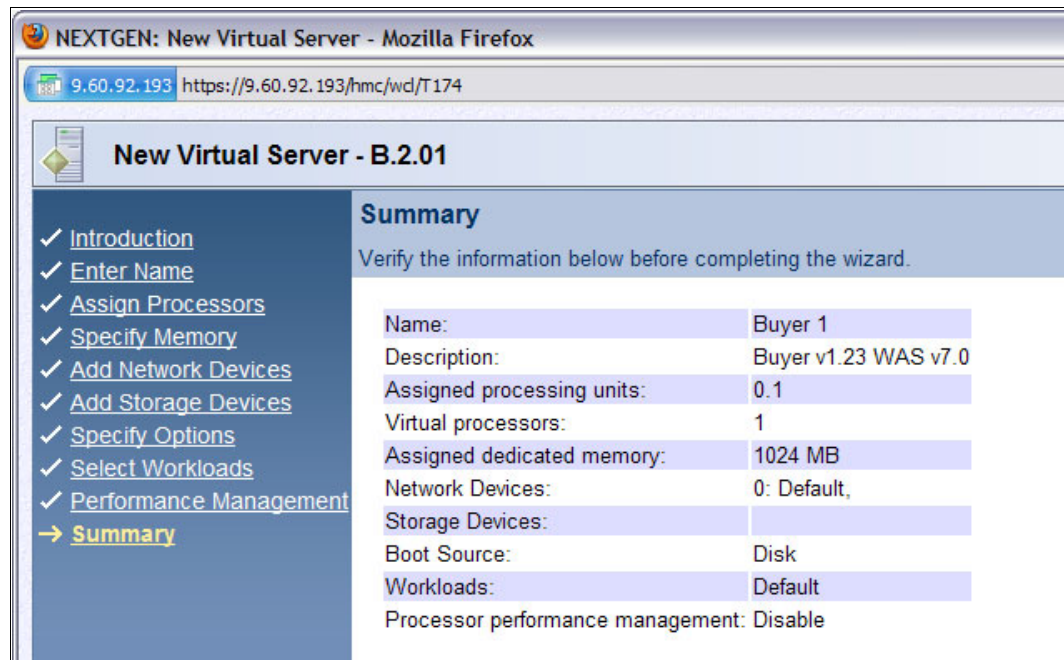 NEXTGEN: New Virtual Server - Mozilla Firefox
9.60.92.193 https://9.60.92.193/hmc/wcl/T174
New Virtual Server - B.2.01
Introduction
Enter Name
Assign Processors
Specify Memory
Add Network Devices
Add Storage Devices
Specify Options
Select Workloads
Performance Management
Summary
Summary
Verify the information below before completing the wizard.
Name: Buyer 1
Description: Buyer v1.23 WAS v7.0
Assigned processing units: 0.1
Virtual processors: 1
Assigned dedicated memory: 1024 MB
Network Devices: 0: Default,
Storage Devices:
Boot Source: Disk
Workloads: Default
Processor performance management: Disable